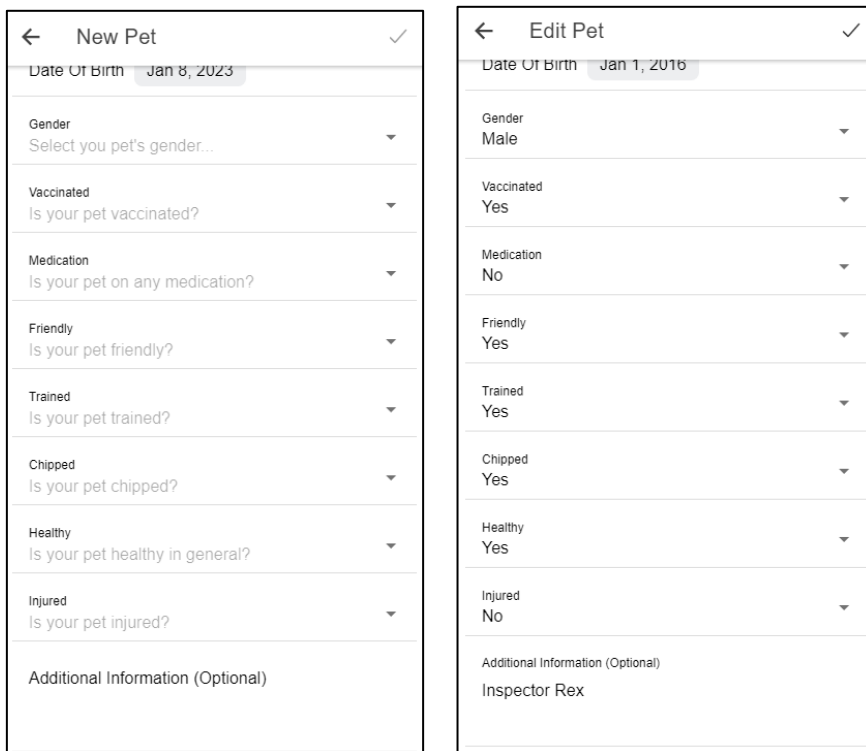 New Pet
Date Of Birth Jan 8, 2023
Gender
Select you pet's gender...
Vaccinated
Is your pet vaccinated?
Medication
Is your pet on any medication?
Friendly
Is your pet friendly?
Trained
Is your pet trained?
Chipped
Is your pet chipped?
Healthy
Is your pet healthy in general?
Injured
Is your pet injured?
Additional Information (Optional)
Edit Pet
Date Of Birth Jan 1, 2016
Gender
Male
Vaccinated
Yes
Medication
No
Friendly
Yes
Trained
Yes
Chipped
Yes
Healthy
Yes
Injured
No
Additional Information (Optional)
Inspector Rex